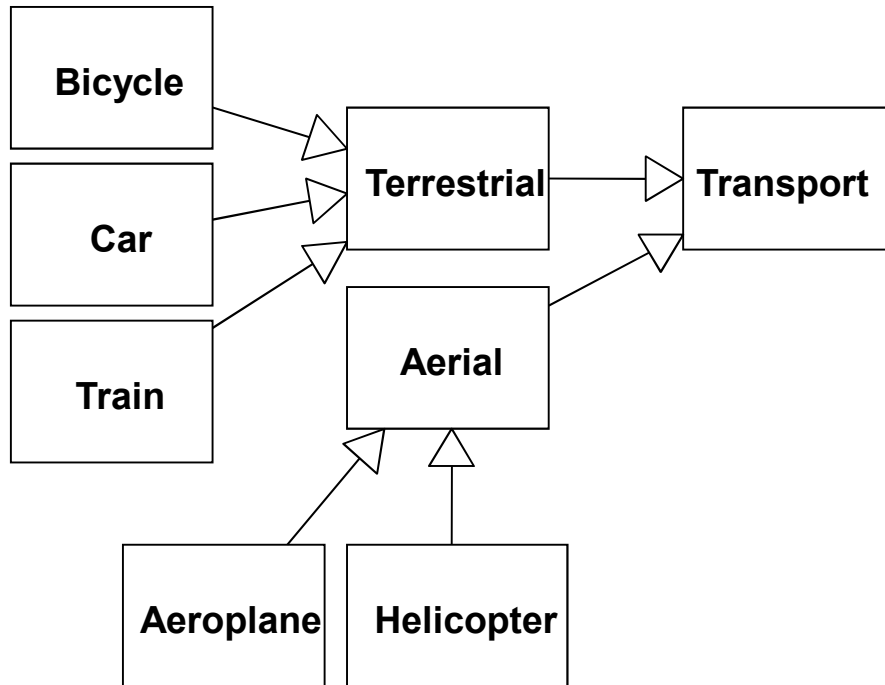 Bicycle
Terrestrial
Transport
Car
Aerial
Train
Aeroplane
Helicopter